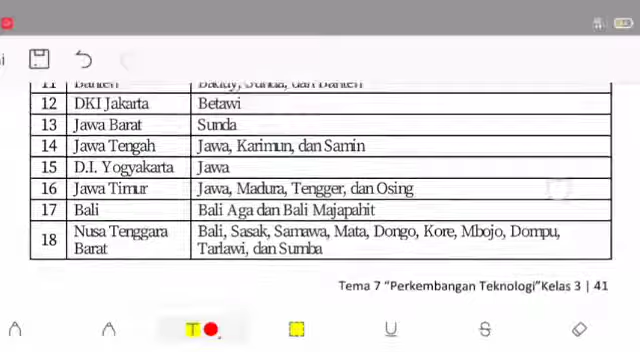 12 DKI Jakarta Betawi
13 Jawa Barat Sunda
14 Jawa Tengah Jawa, Karimun, dan Samin
15 D.I. Yogyakarta Jawa
16 Jawa Timur Jawa, Madura, Tengger, dan Osing
17 Bali Bali Aga dan Bali Majapahit
18 Nusa Tenggara Barat Bali, Sasak, Samawa, Mata, Dongo, Kore, Mbojo, Dompu,
Tarlawi, dan Sumba
Tema 7 "Perkembangan Teknologi"Kelas 3 | 41
T U S